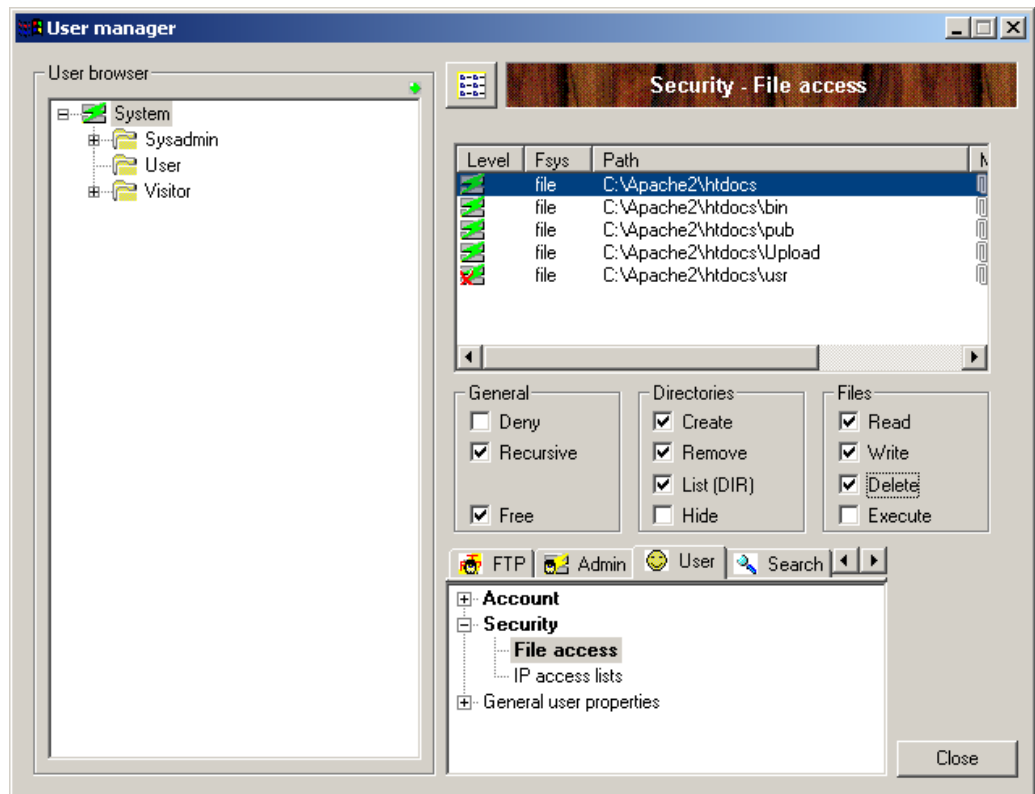 User manager
User browser
System
Sysadmin
User
Visitor
Security - File access
Level Fsys Path
file C:\Apache2\htdocs
file C:\Apache2\htdocs\bin
file C:\Apache2\htdocs\pub
file C:\Apache2\htdocs\Upload
file C:\Apache2\htdocs\usr
General
Deny
Recursive
Free
Directories
Create
Remove
List (DIR)
Hide
Files
Read
Write
Delete
Execute
FTP Admin User Search
Account
Security
File access
IP access lists
General user properties
Close